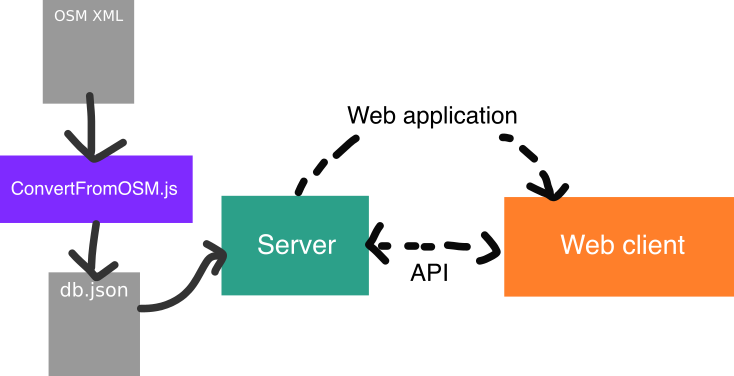 OSM XML
Web application
ConvertFromOSM.js
Server
Web client
API
db.json